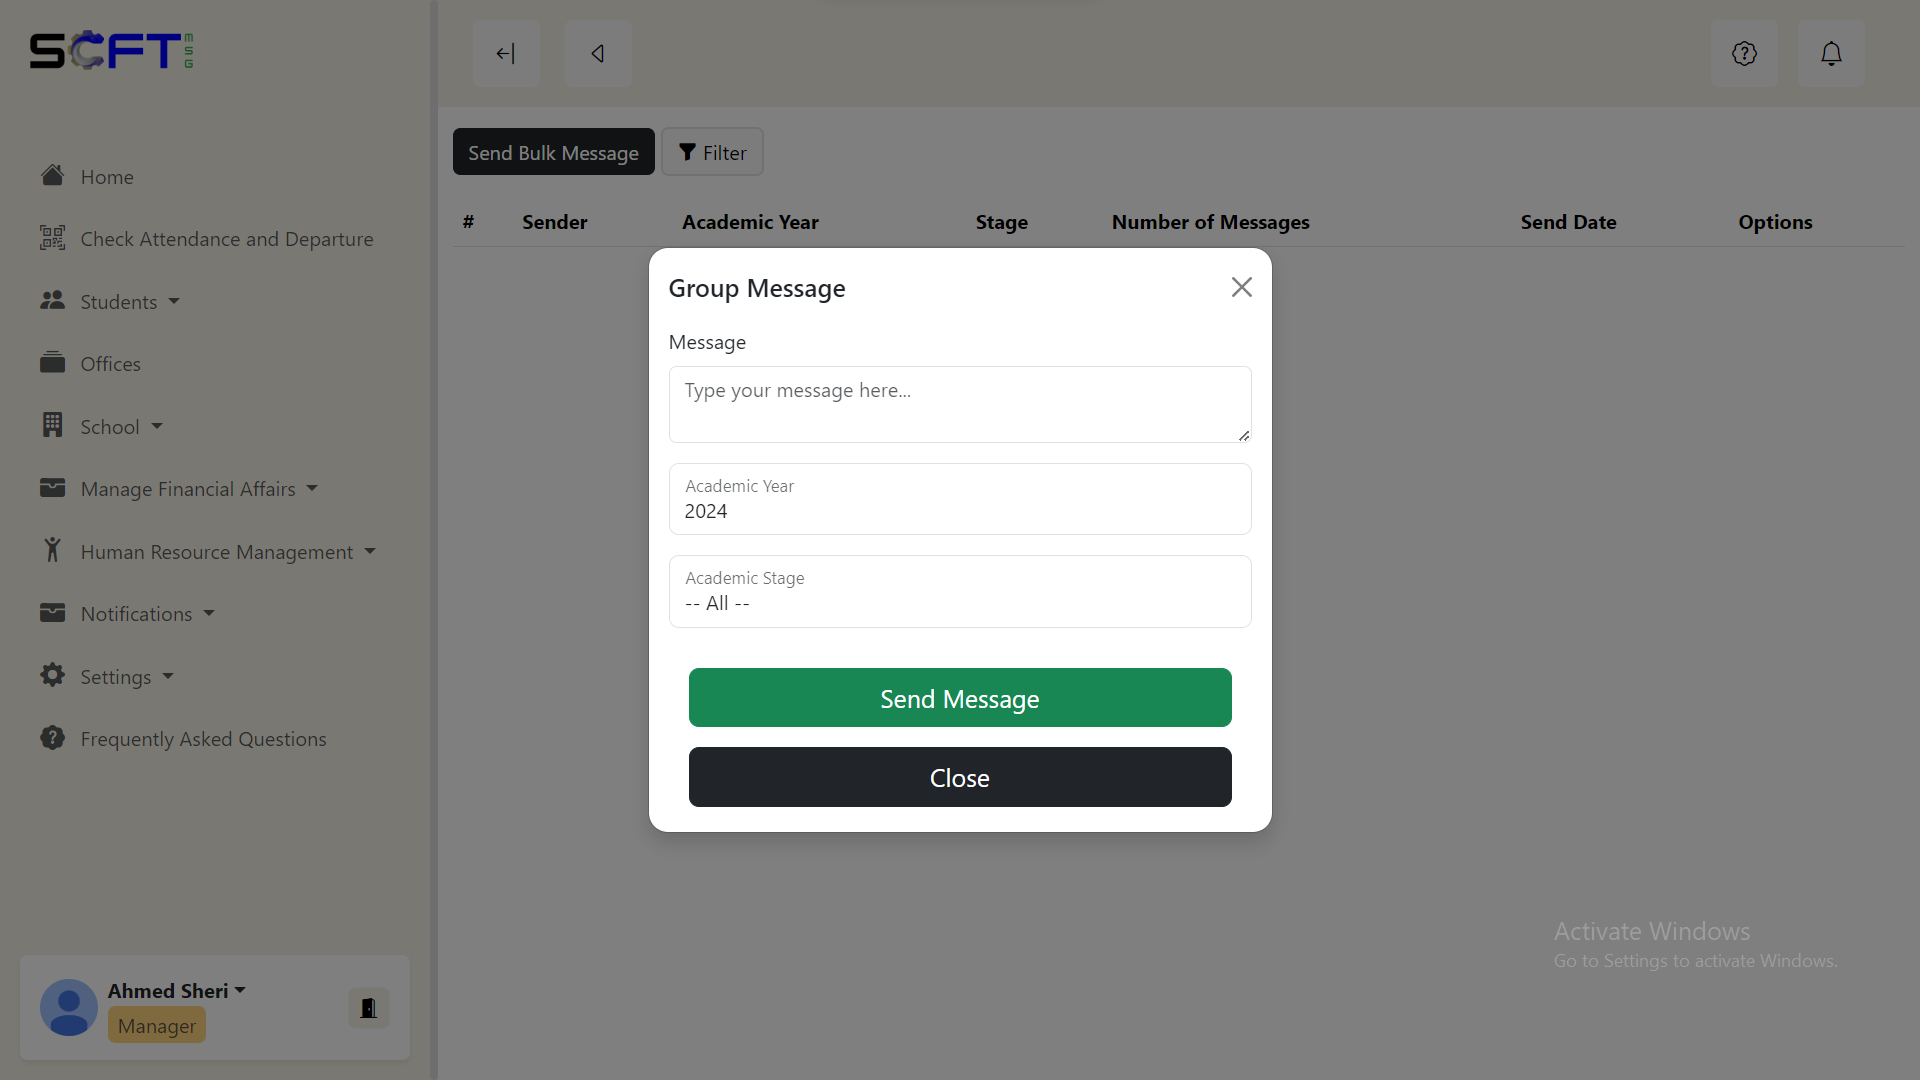 SCFT MSG
Home
Check Attendance and Departure
Students
Offices
School
Manage Financial Affairs
Human Resource Management
Notifications
Settings
Frequently Asked Questions
Ahmed Sheri
Manager
Send Bulk Message
Filter
# Sender Academic Year Stage Number of Messages Send Date Options
Group Message
Message
Type your message here...
Academic Year
2024
Academic Stage
-- All --
Send Message
Close
Activate Windows
Go to Settings to activate Windows.